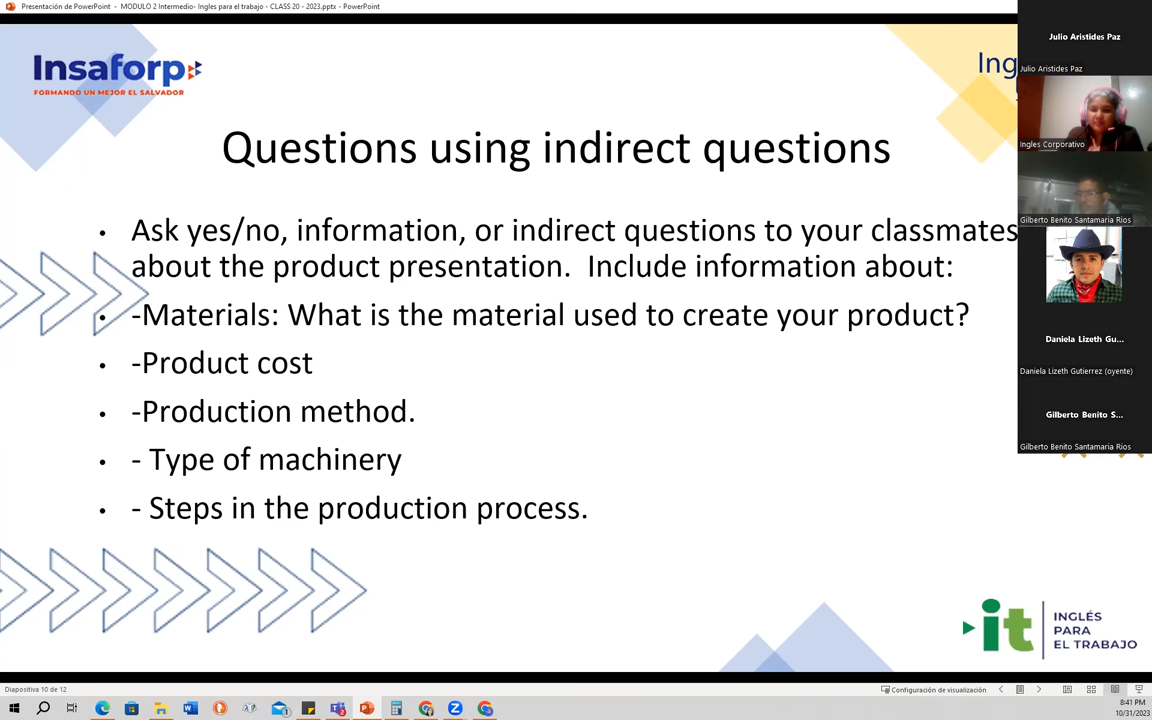 Presentación de PowerPoint - MODULO 2 Intermedio- Ingles para el trabajo - CLASS 20 - 2023.pptx - PowerPoint
Insaforp
FORMANDO UN MEJOR EL SALVADOR
Ing
Questions using indirect questions
• Ask yes/no, information, or indirect questions to your classmates
about the product presentation. Include information about:
• -Materials: What is the material used to create your product?
• -Product cost
• -Production method.
• - Type of machinery
• - Steps in the production process.
it
INGLÉS
PARA
EL TRABAJO
Julio Aristides Paz
Julio Aristides Paz
Ingles Corporativo
Gilberto Benito Santamaria Rios
Daniela Lizeth Gu...
Daniela Lizeth Gutierrez (oyente)
Gilberto Benito S...
Gilberto Benito Santamaria Rios
Diapositiva 10 de 12
Configuración de visualización
8:41 PM
10/31/2023